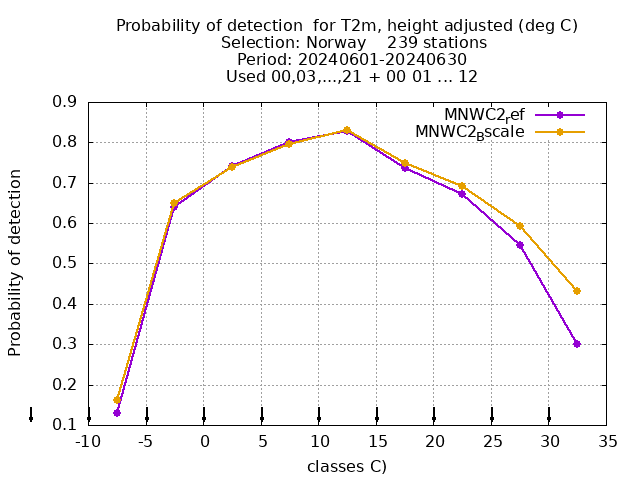 Probability of detection  for T2m, height adjusted (deg C)
Selection: Norway    239 stations
Period: 20240601-20240630
Used 00,03,...,21 + 00 01 ... 12
MNWC2_ref
MNWC2_Bscale
Probability of detection
0.9
0.8
0.7
0.6
0.5
0.4
0.3
0.2
0.1
-10 -5 0 5 10 15 20 25 30 35
classes C)